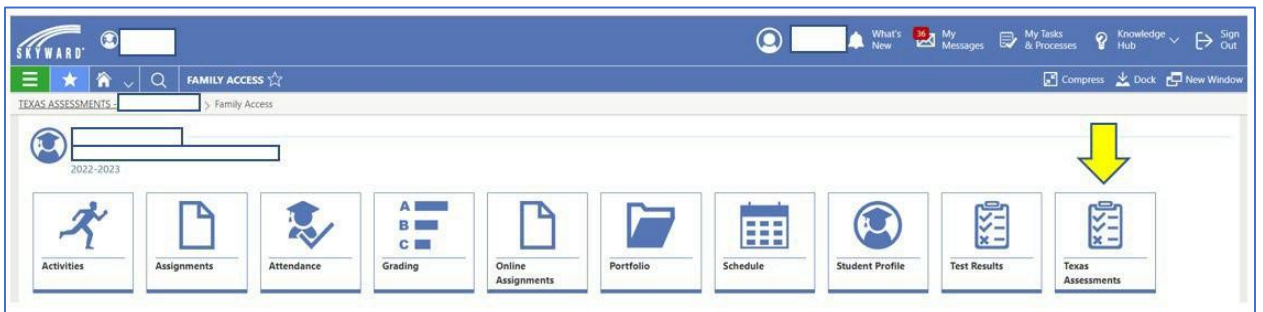 SKYWARD
What's New
36
My Messages
My Tasks & Processes
Knowledge Hub
Sign Out
FAMILY ACCESS
Compress
Dock
New Window
TEXAS ASSESSMENTS -
Family Access
2022-2023
A
B
C
Activities
Assignments
Attendance
Grading
Online
Assignments
Portfolio
Schedule
Student Profile
Test Results
Texas
Assessments